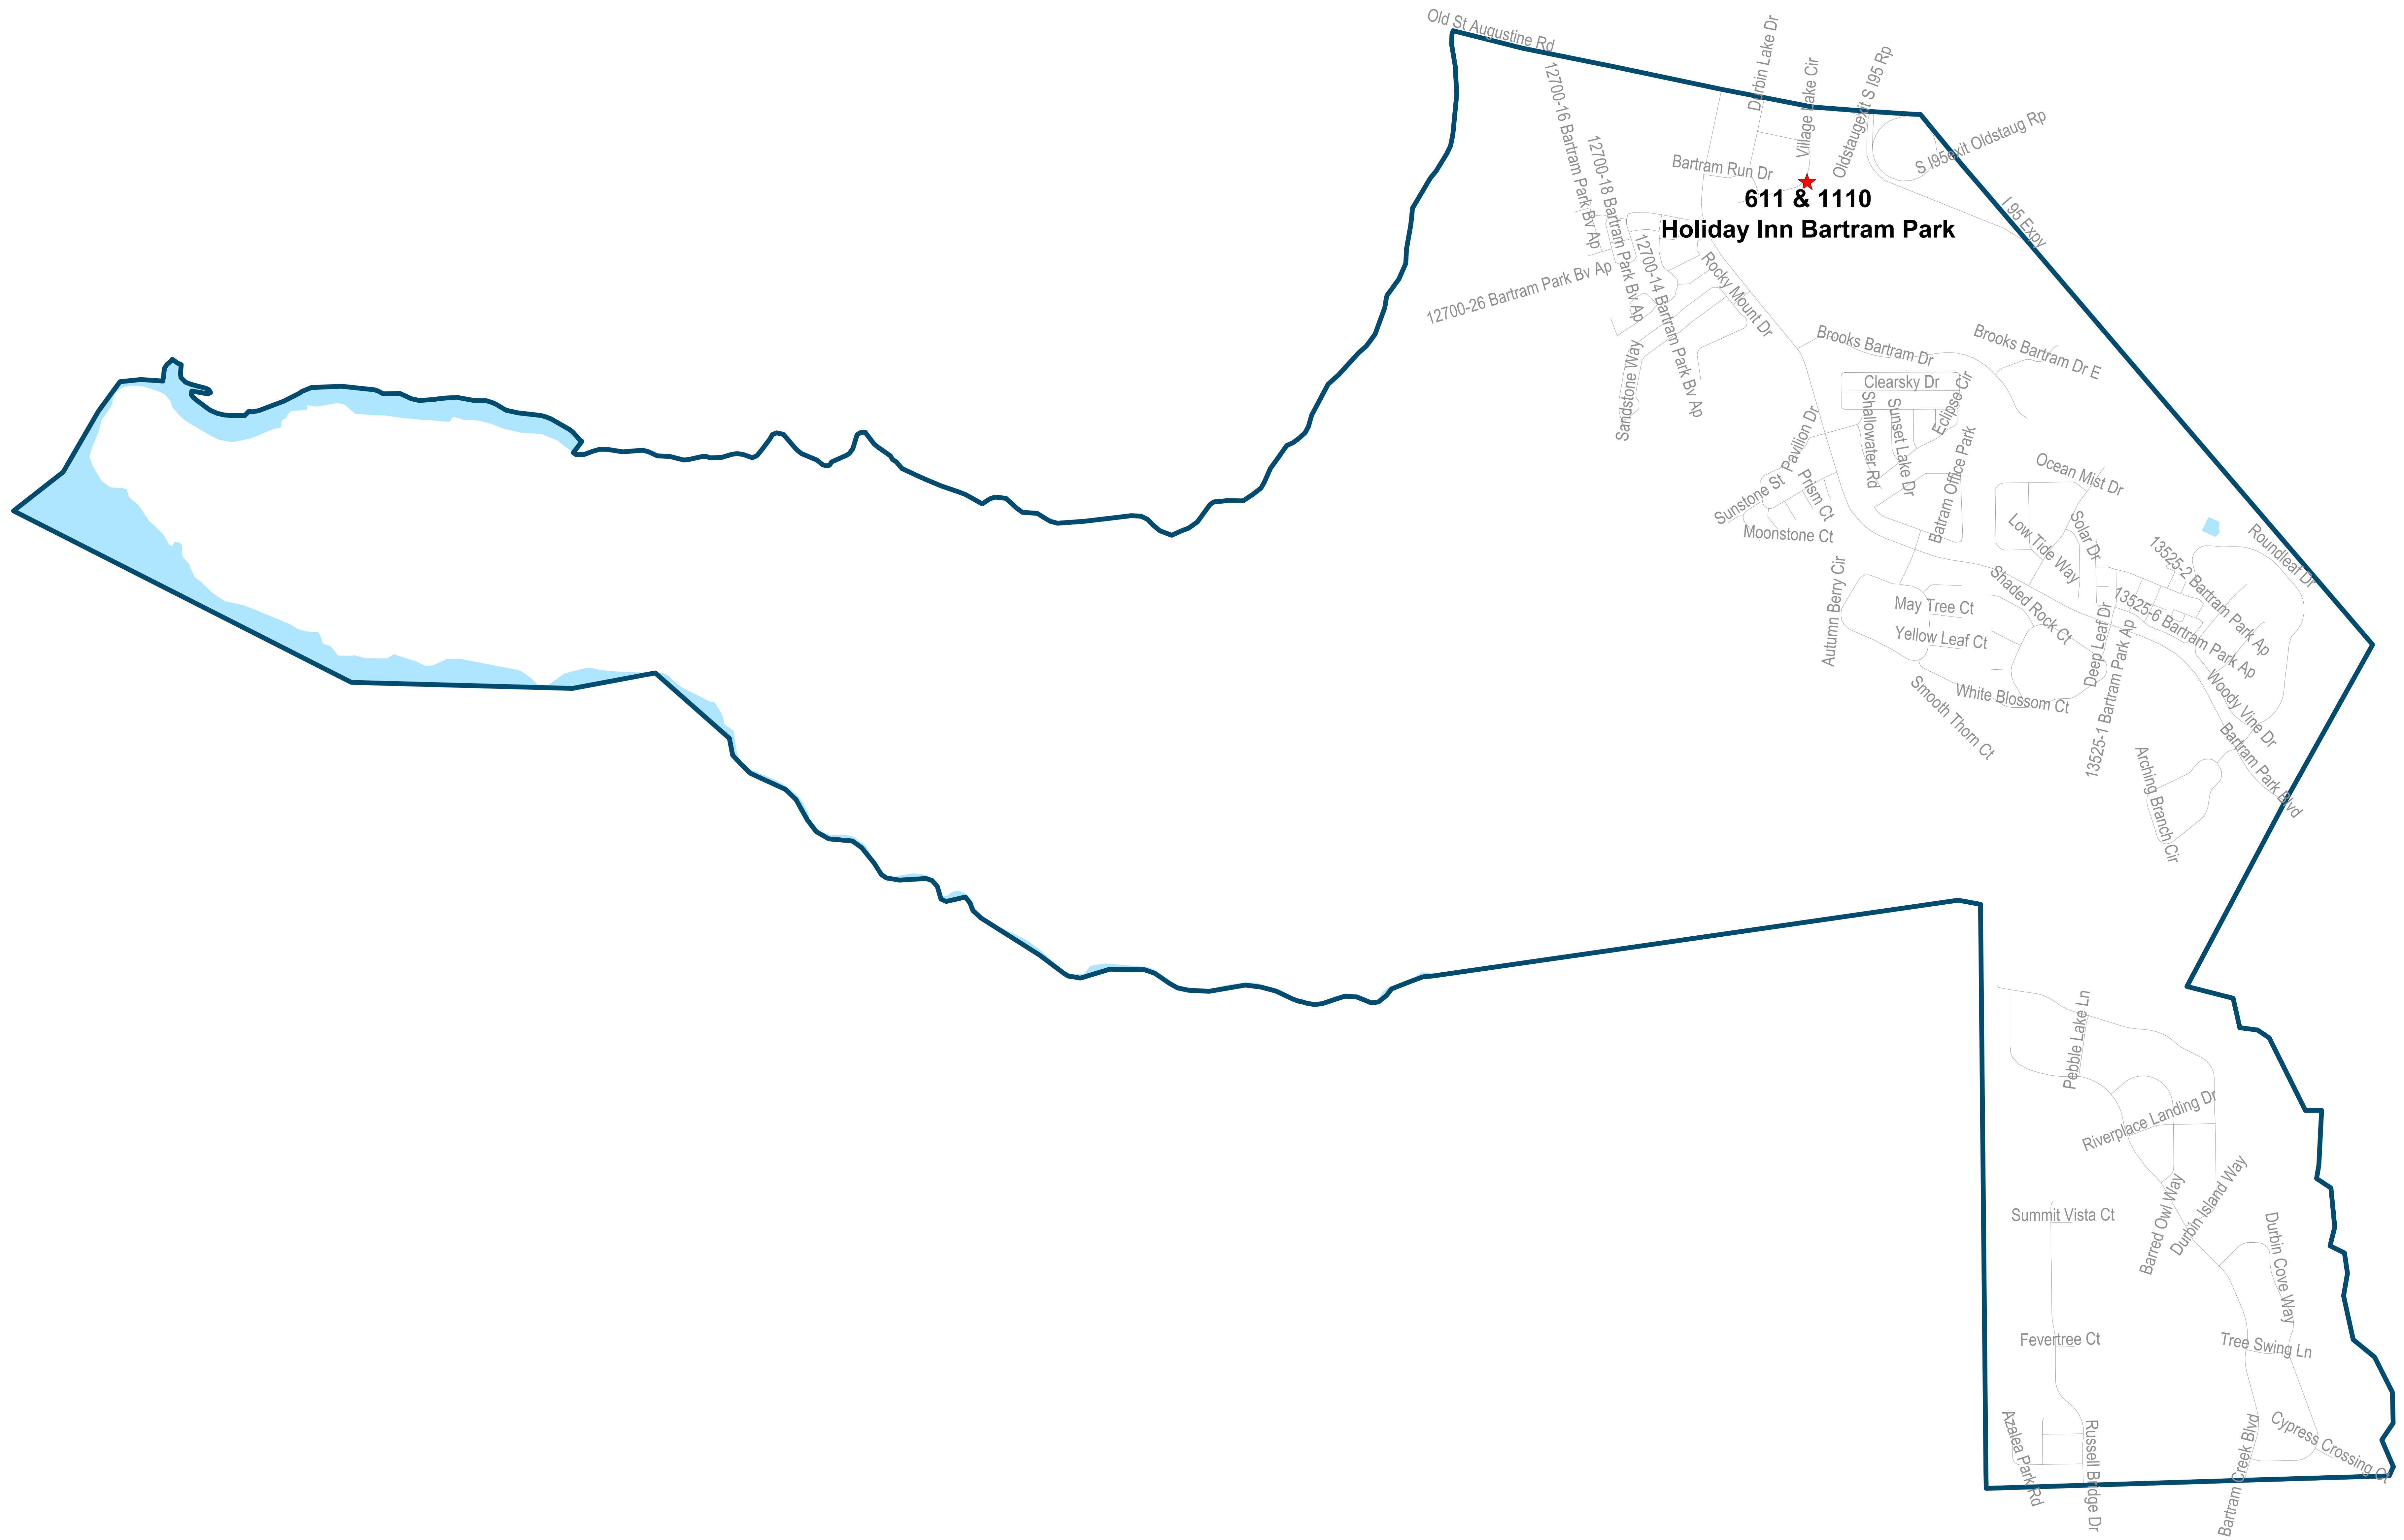 Old St Augustine Rd
Durbin Lake Dr
Village Lake Cir
Oldstaugexit S I95 Rp
S I95exit Oldstaug Rp
12700-16 Bartram Park Bv Ap
12700-18 Bartram Park Bv Ap
Bartram Run Dr
611 & 1110
Holiday Inn Bartram Park
I 95 Expy
12700-26 Bartram Park Bv Ap
12700-14 Bartram Park Bv Ap
Rocky Mount Dr
Sandstone Way
Brooks Bartram Dr
Brooks Bartram Dr E
Clearsky Dr
Eclipse Cir
Shallowater Rd
Sunset Lake Dr
Pavilion Dr
Batram Office Park
Prism Ct
Sunstone St
Moonstone Ct
Ocean Mist Dr
Low Tide Way
Solar Dr
Roundleaf Dr
13525-2 Bartram Park Ap
13525-6 Bartram Park Ap
Autumn Berry Cir
May Tree Ct
Yellow Leaf Ct
Shaded Rock Ct
Deep Leaf Dr
13525-1 Bartram Park Ap
White Blossom Ct
Smooth Thorn Ct
Woody Vine Dr
Bartram Park Blvd
Arching Branch Cir
Pebble Lake Ln
Riverplace Landing Dr
Barred Owl Way
Durbin Island Way
Summit Vista Ct
Durbin Cove Way
Fevertree Ct
Tree Swing Ln
Azalea Park Rd
Russell Bridge Dr
Bartram Creek Blvd
Cypress Crossing Ct